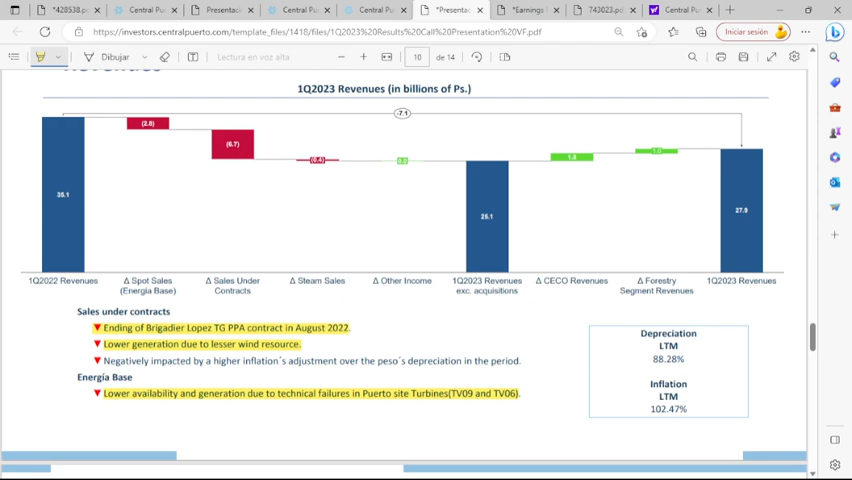 *428538.pdf
Central Pu
Presentaci
Central Pu
Central Pu
*Presentac
*Earnings
743023.pdf
Central Pu
https://investors.centralpuerto.com/template_files/1418/files/1Q2023%20Results%20Call%20Presentation%20VF.pdf
Iniciar sesión
Dibujar
Lectura en voz alta
10 de 14
Revenues
1Q2023 Revenues (in billions of Ps.)
-7.1
35.1
(2.8)
(6.7)
(0.4)
25.1
1.8
1.0
27.9
1Q2022 Revenues
Δ Spot Sales
(Energia Base)
Δ Sales Under
Contracts
Δ Steam Sales
Δ Other Income
1Q2023 Revenues
exc. acquisitions
Δ CECO Revenues
Δ Forestry
Segment Revenues
1Q2023 Revenues
Sales under contracts
Ending of Brigadier Lopez TG PPA contract in August 2022.
Lower generation due to lesser wind resource.
Negatively impacted by a higher inflation´s adjustment over the peso´s depreciation in the period.
Energía Base
Lower availability and generation due to technical failures in Puerto site Turbines(TV09 and TV06).
Depreciation
LTM
88.28%
Inflation
LTM
102.47%